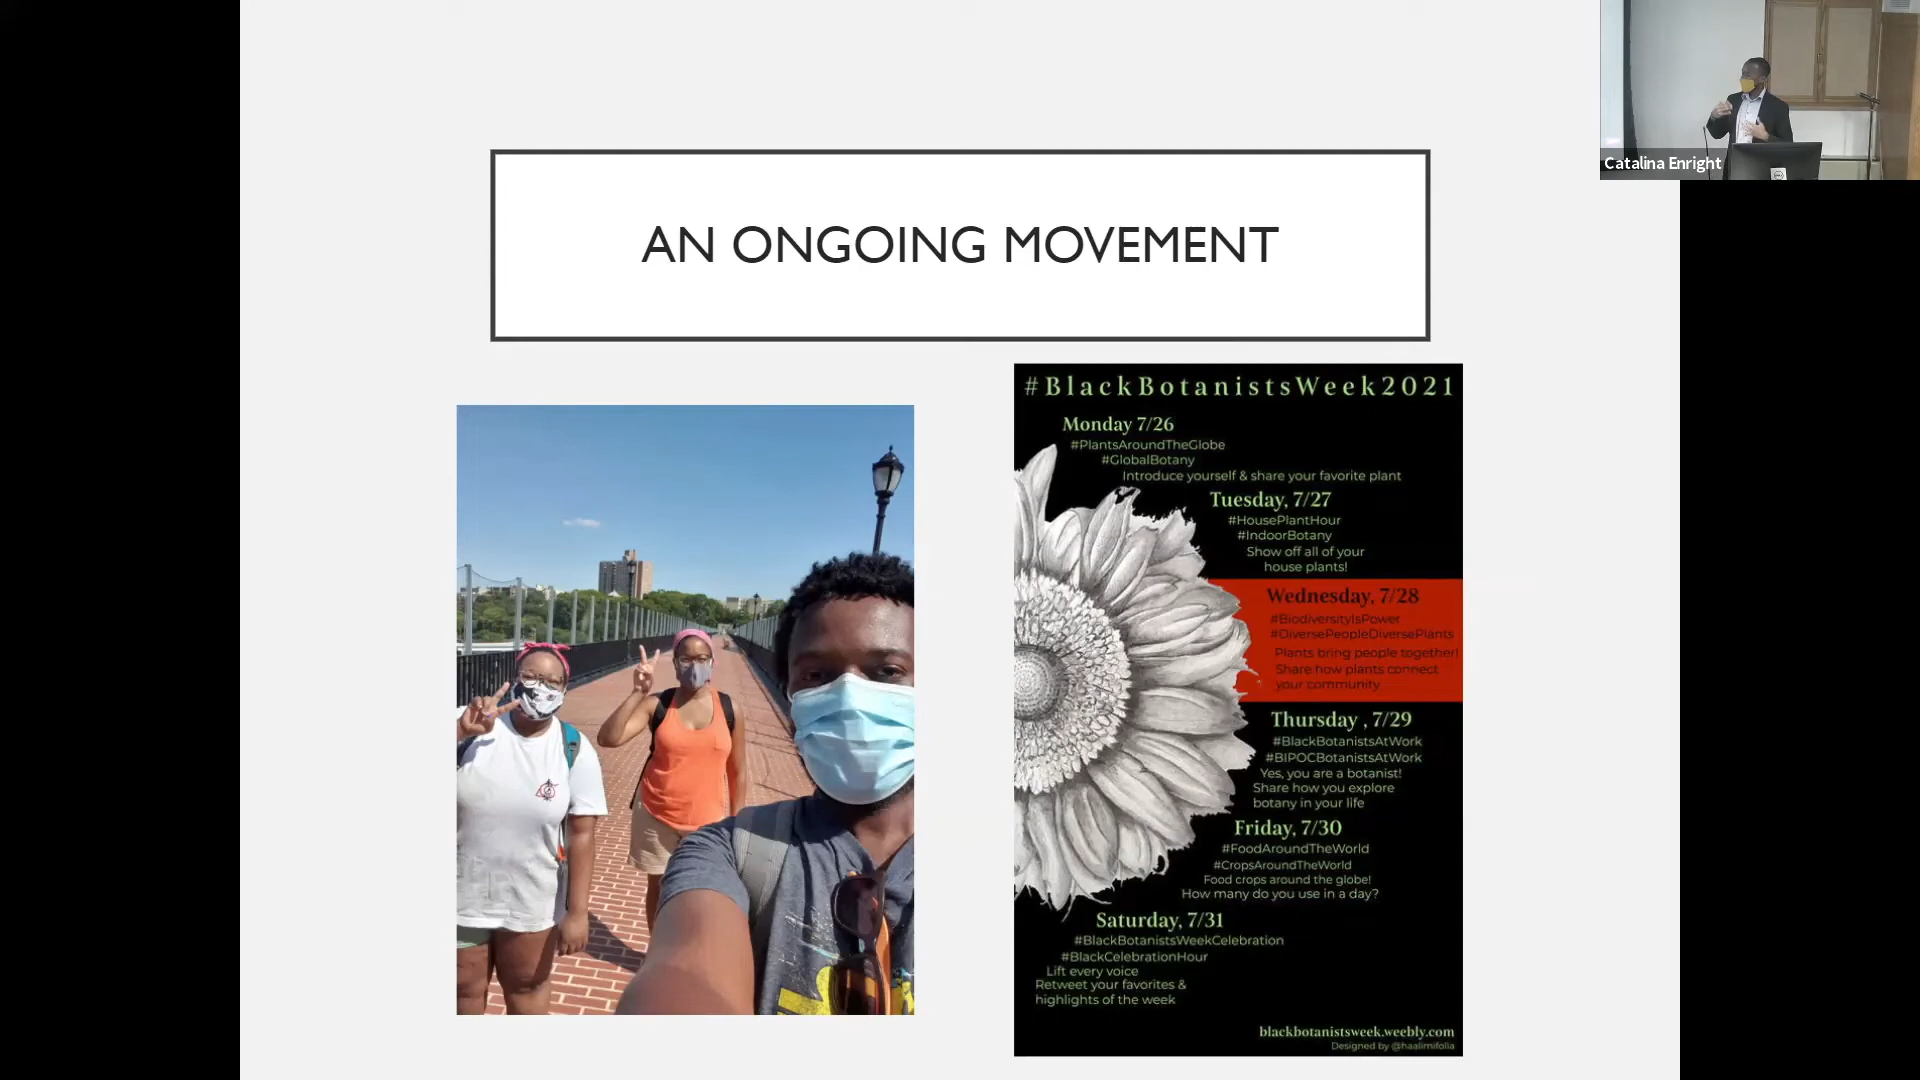 Catalina Enright
AN ONGOING MOVEMENT
#BlackBotanistsWeek2021
Monday 7/26
#PlantsAroundTheGlobe
#GlobalBotany
Introduce yourself & share your favorite plant
Tuesday, 7/27
#HousePlantHour
#IndoorBotany
Show off all of your
house plants!
Wednesday, 7/28
#BiodiversityIsPower
#DiversePeopleDiversePlants
Plants bring people together!
Share how plants connect
your community
Thursday , 7/29
#BlackBotanistsAtWork
#BIPOCBotanistsAtWork
Yes, you are a botanist!
Share how you explore
botany in your life
Friday, 7/30
#FoodAroundTheWorld
#CropsAroundTheWorld
Food crops around the globe!
How many do you use in a day?
Saturday, 7/31
#BlackBotanistsWeekCelebration
#BlackCelebrationHour
Lift every voice
Retweet your favorites &
highlights of the week
blackbotanistsweek.weebly.com
Designed by @haalimifolia